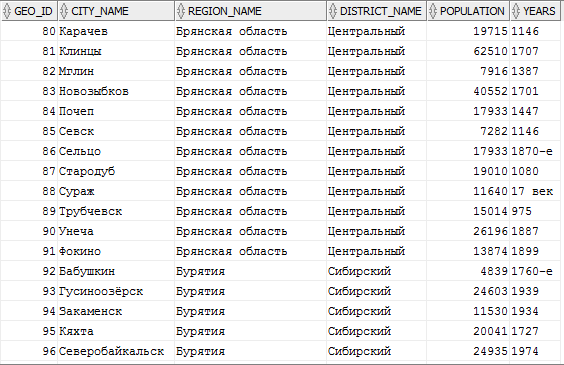 GEO_ID CITY_NAME REGION_NAME DISTRICT_NAME POPULATION YEARS
80 Карачев Брянская область Центральный 19715 1146
81 Клинцы Брянская область Центральный 62510 1707
82 Мглин Брянская область Центральный 7916 1387
83 Новозыбков Брянская область Центральный 40552 1701
84 Почеп Брянская область Центральный 17933 1447
85 Севск Брянская область Центральный 7282 1146
86 Сельцо Брянская область Центральный 17933 1870-е
87 Стародуб Брянская область Центральный 19010 1080
88 Сураж Брянская область Центральный 11640 17 век
89 Трубчевск Брянская область Центральный 15014 975
90 Унеча Брянская область Центральный 26196 1887
91 Фокино Брянская область Центральный 13874 1899
92 Бабушкин Бурятия Сибирский 4839 1760-е
93 Гусиноозёрск Бурятия Сибирский 24603 1939
94 Закаменск Бурятия Сибирский 11530 1934
95 Кяхта Бурятия Сибирский 20041 1727
96 Северобайкальск Бурятия Сибирский 24935 1974